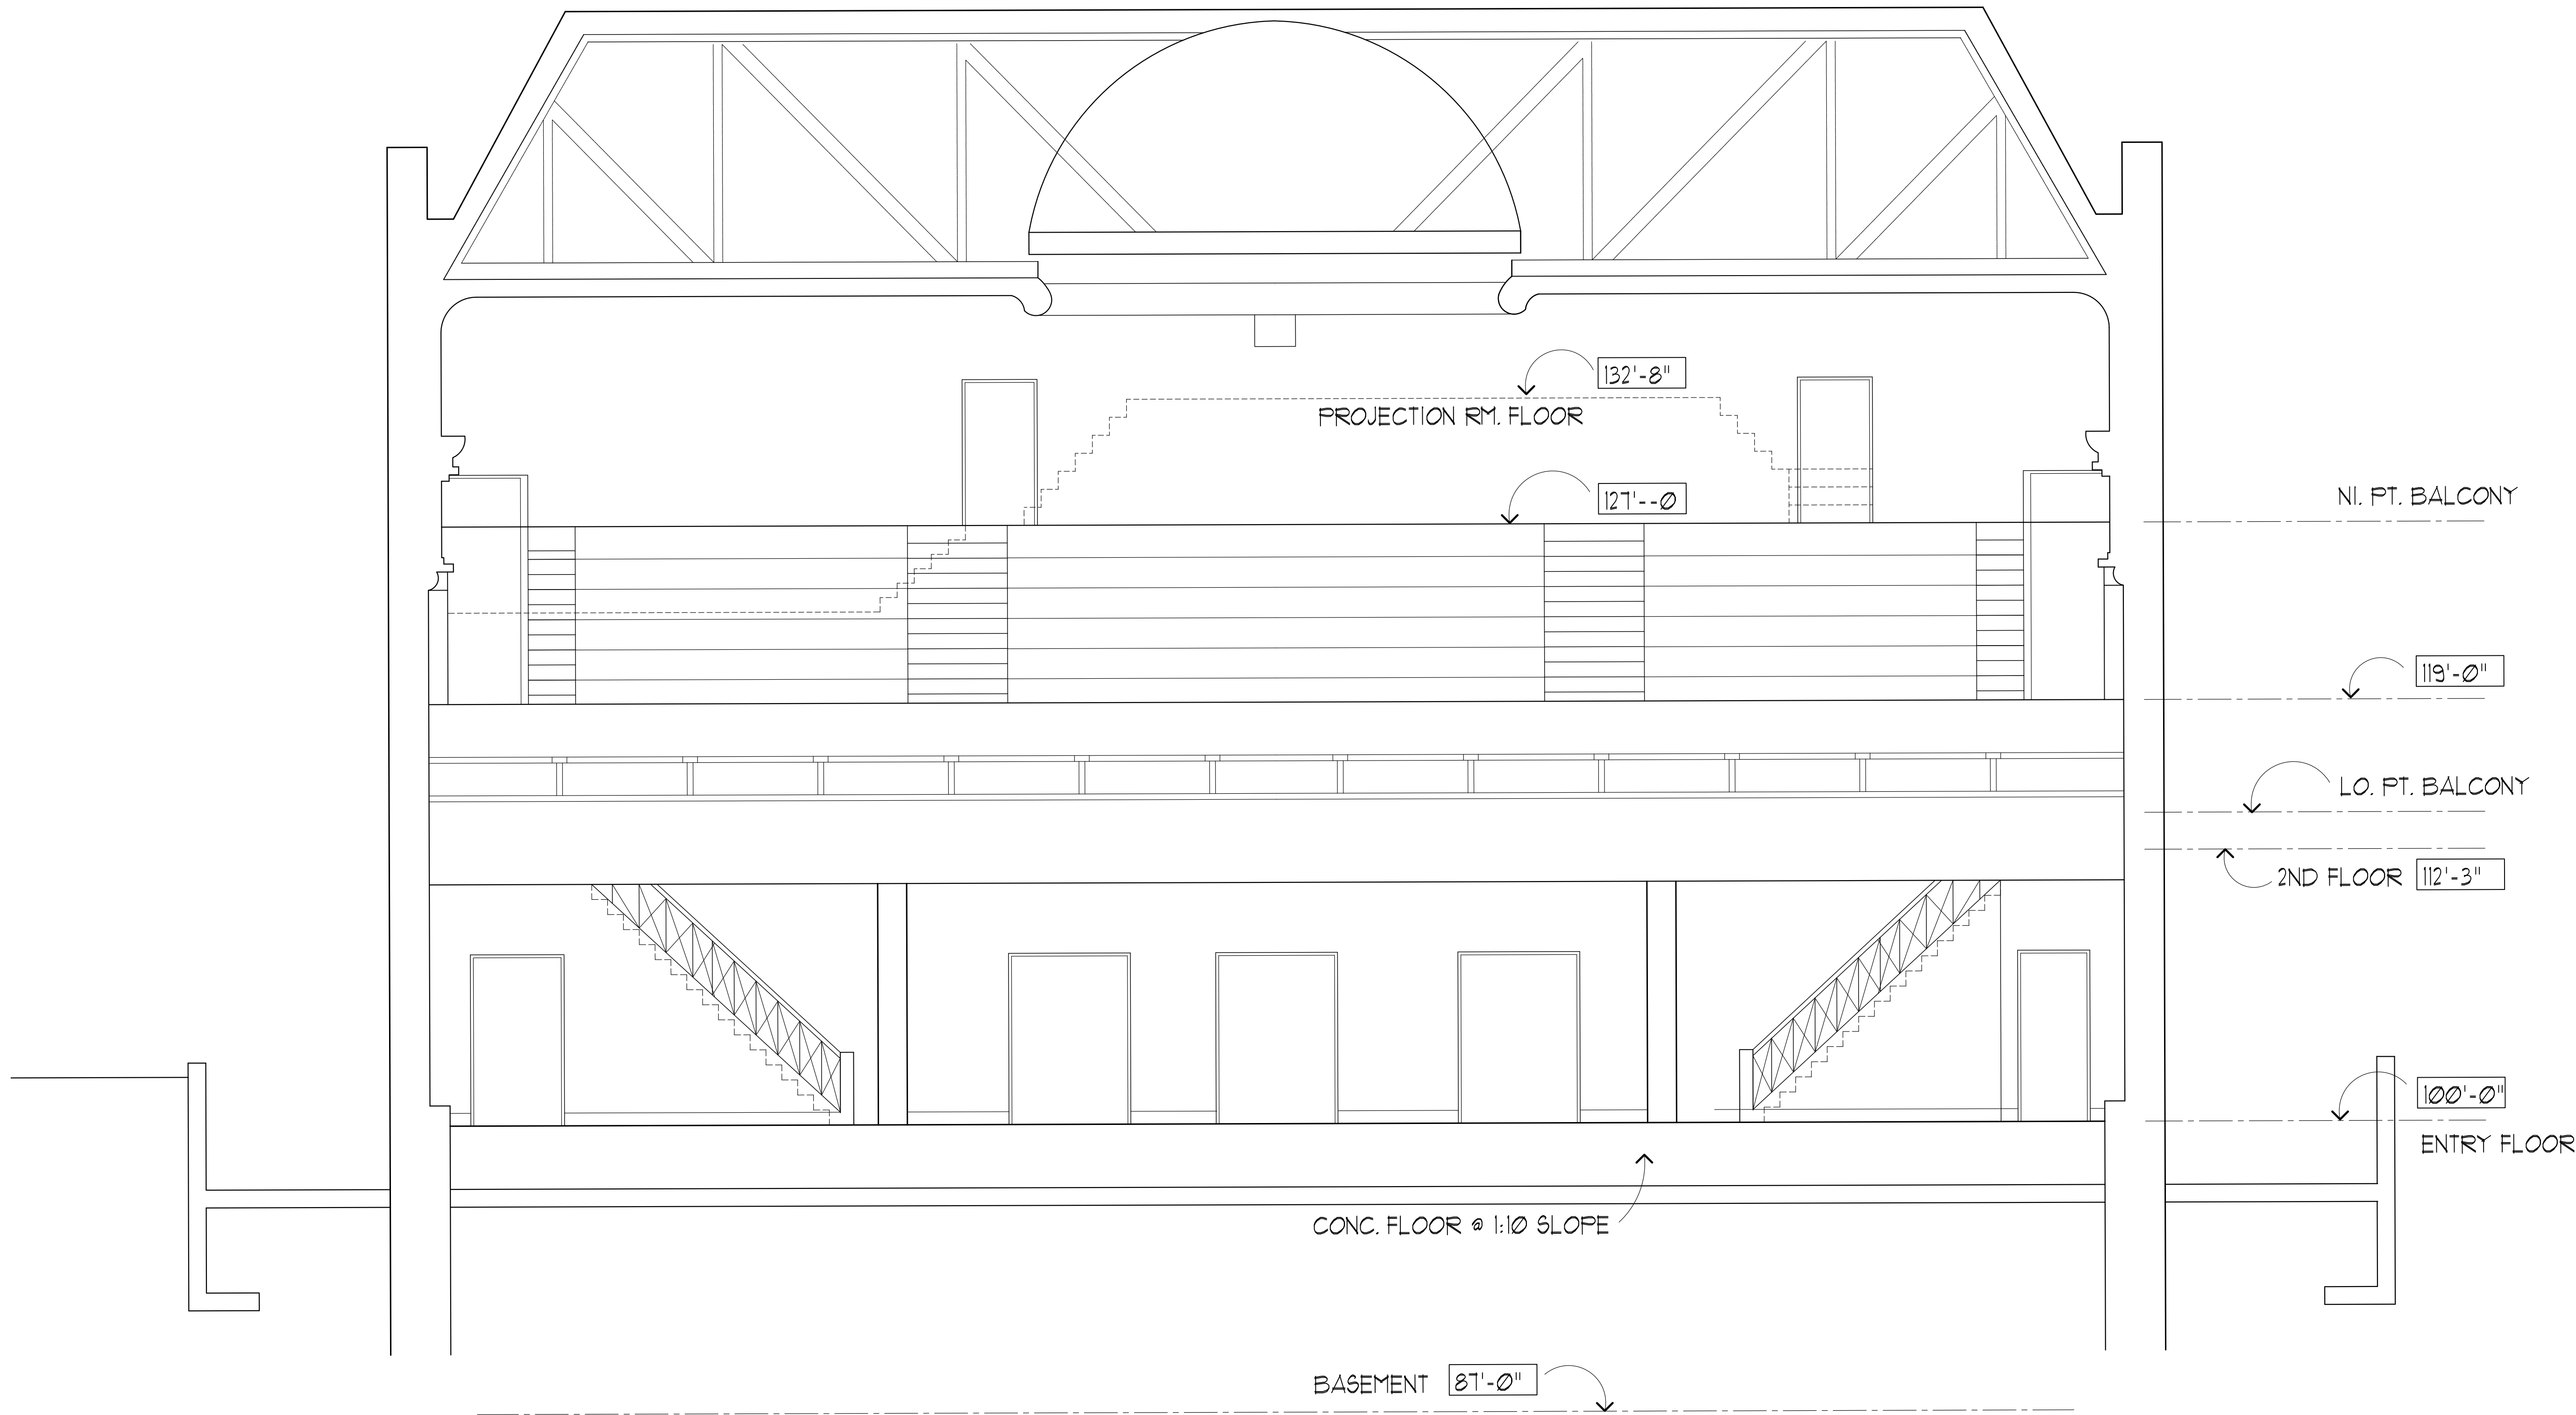 132'-8"
PROJECTION RM. FLOOR
127'--0
NI. PT. BALCONY
119'-0"
LO. PT. BALCONY
2ND FLOOR 112'-3"
100'-0"
ENTRY FLOOR
CONC. FLOOR @ 1:10 SLOPE
BASEMENT 87'-0"